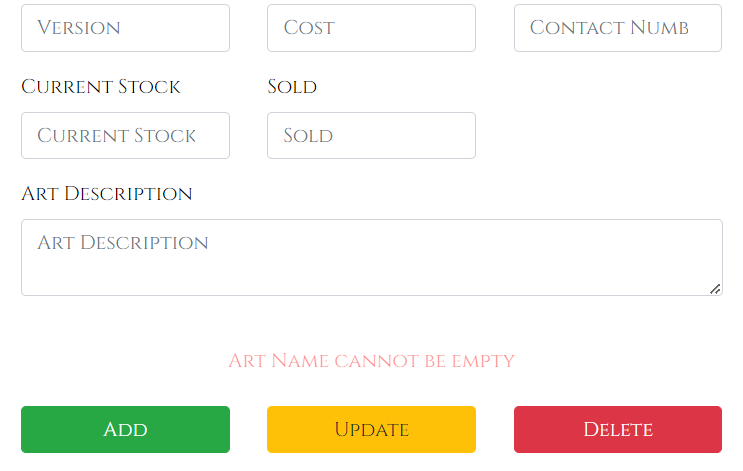 Version Cost Contact Numb
Current Stock Sold
Current Stock Sold
Art Description
Art Description
Art Name cannot be empty
Add Update Delete